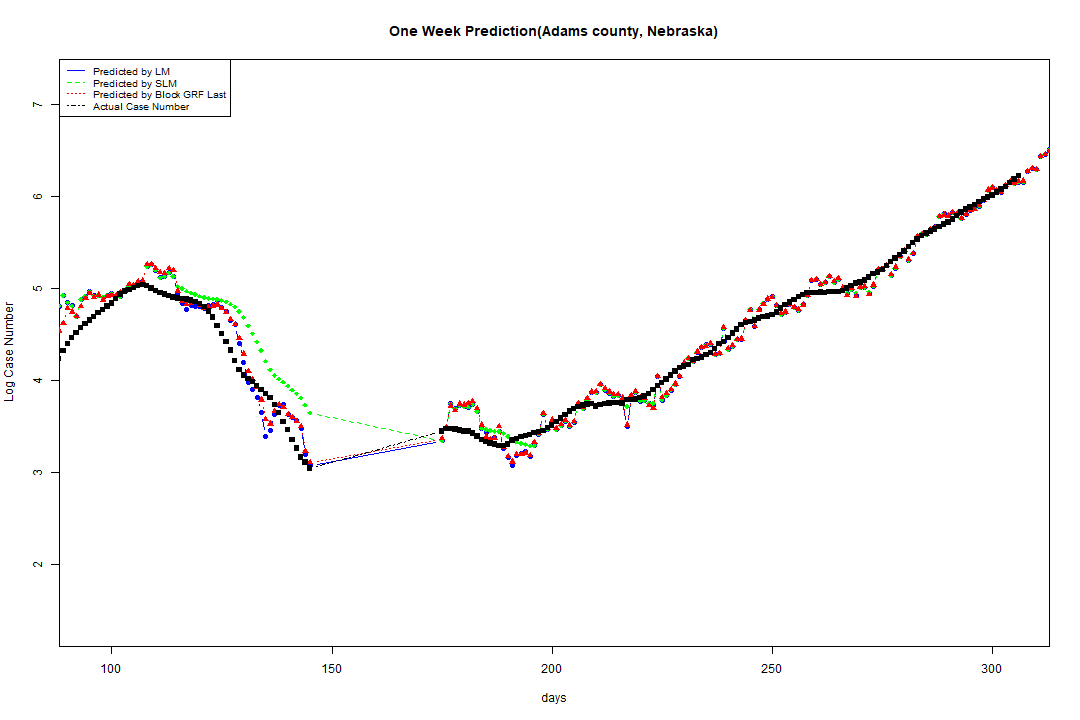 One Week Prediction(Adams county, Nebraska)
Predicted by LM
Predicted by SLM
Predicted by Block GRF Last
Actual Case Number
7
6
5
4
3
2
Log Case Number
100
150
200
250
300
days